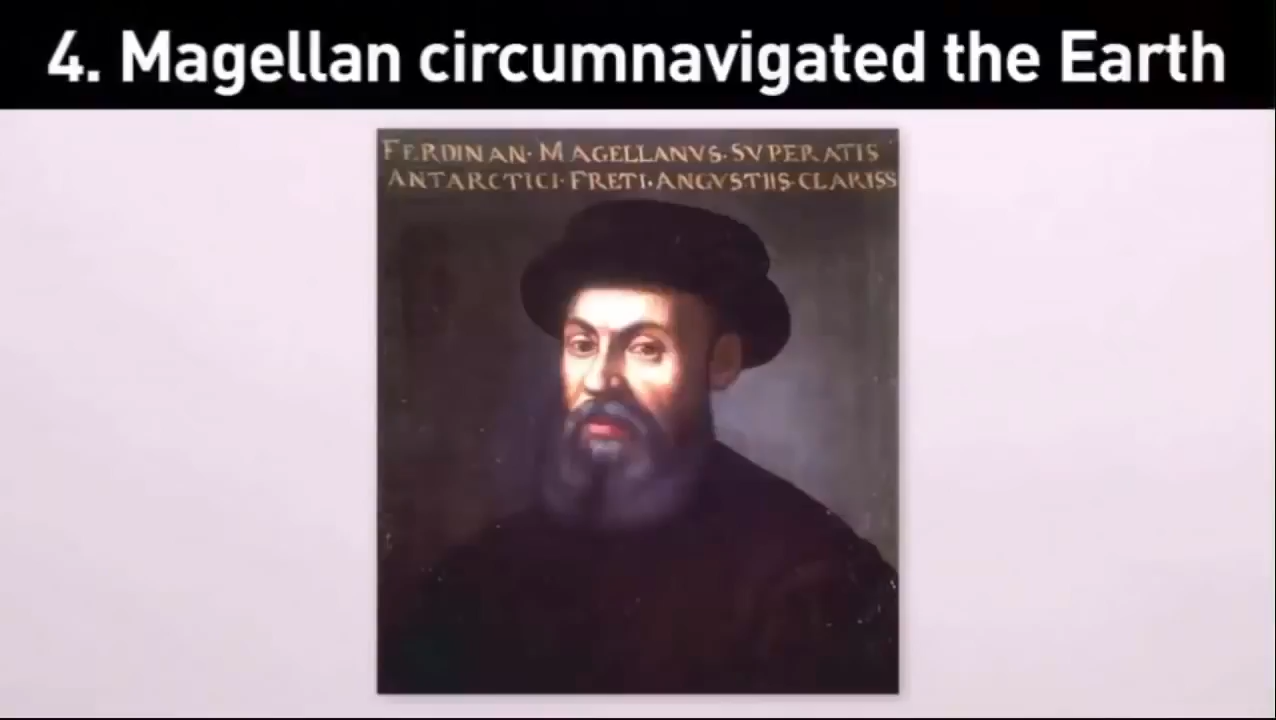 4. Magellan circumnavigated the Earth
FERDINAN· MAGELLANVS· SVPERATIS
ANTARCTICI· FRETI· ANGVSTIIS· CLARISS